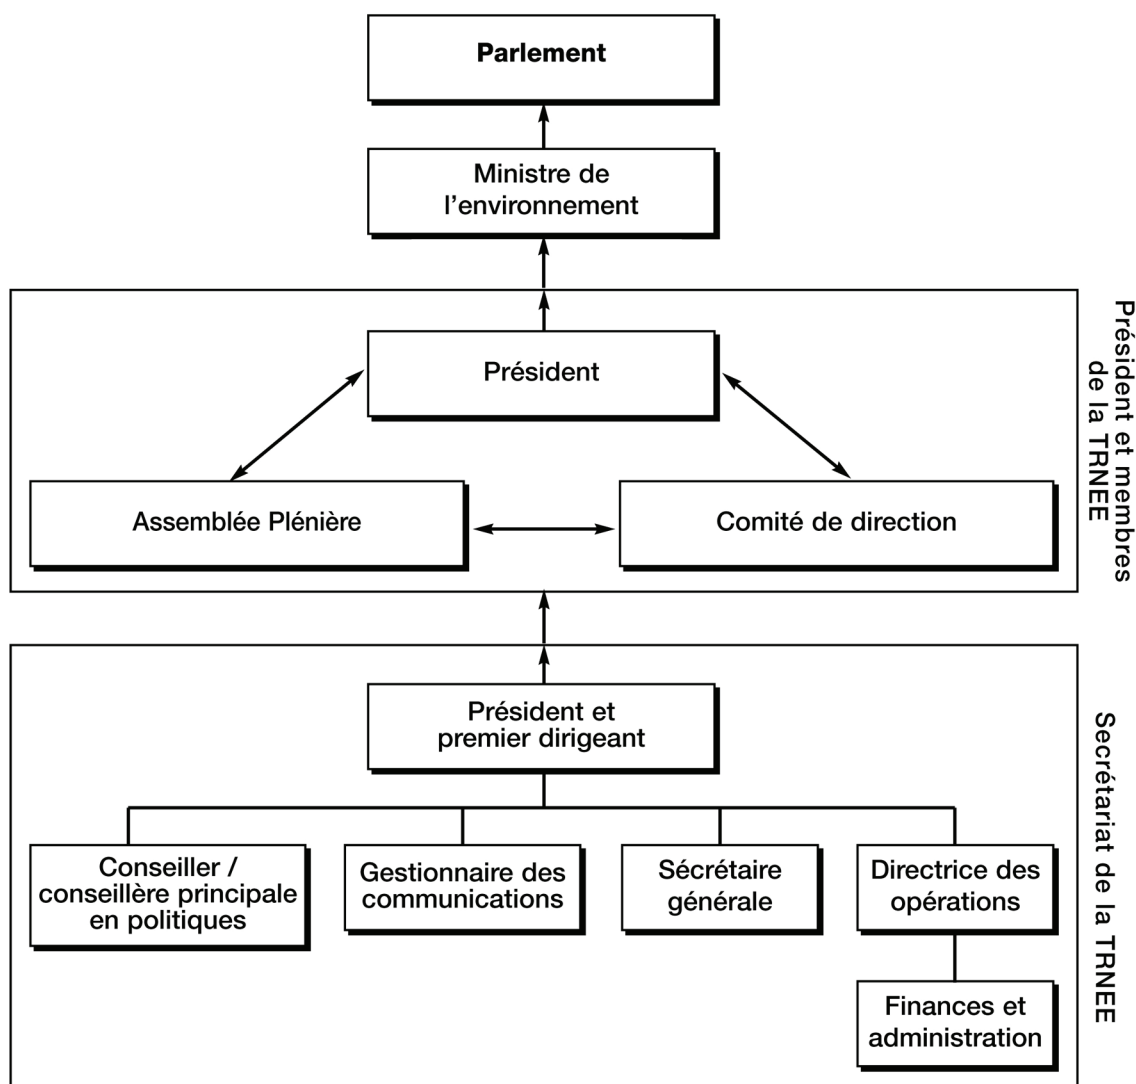 Parlement
Ministre de
l'environnement
Président
Assemblée Plénière
Comité de direction
Président et membres
de la TRNEE
Président et
premier dirigeant
Conseiller /
conseillère principale
en politiques
Gestionnaire des
communications
Sécrétaire
générale
Directrice des
opérations
Finances et
administration
Secrétariat de la TRNEE